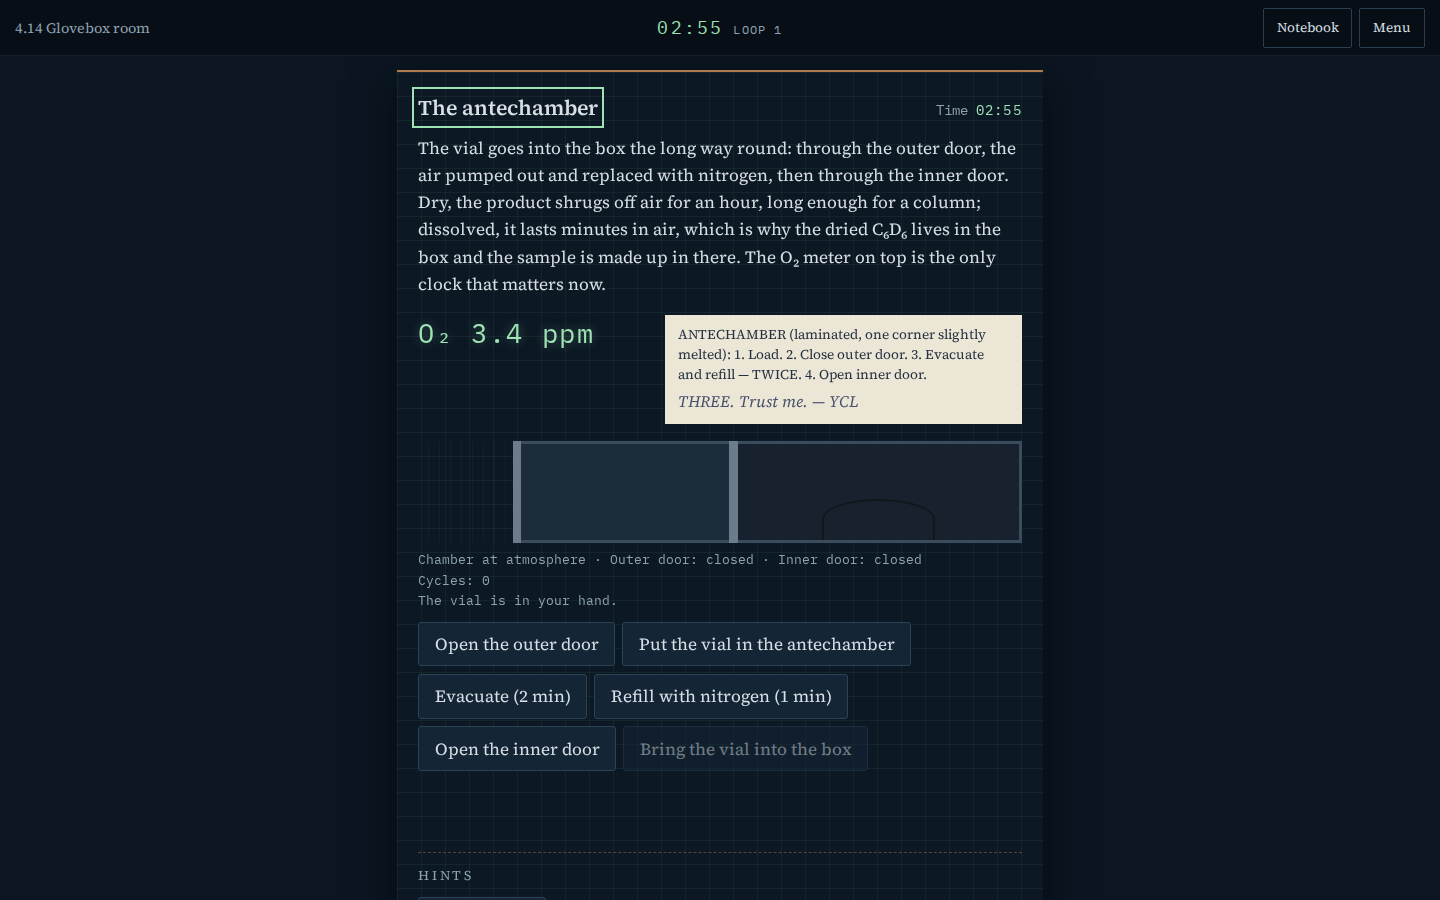 4.14 Glovebox room
02:55 LOOP 1
Notebook
Menu
The antechamber
Time 02:55
The vial goes into the box the long way round: through the outer door, the
air pumped out and replaced with nitrogen, then through the inner door.
Dry, the product shrugs off air for an hour, long enough for a column;
dissolved, it lasts minutes in air, which is why the dried C₆D₆ lives in the
box and the sample is made up in there. The O₂ meter on top is the only
clock that matters now.
O₂ 3.4 ppm
ANTECHAMBER (laminated, one corner slightly
melted): 1. Load. 2. Close outer door. 3. Evacuate
and refill — TWICE. 4. Open inner door.
THREE. Trust me. — YCL
Chamber at atmosphere · Outer door: closed · Inner door: closed
Cycles: 0
The vial is in your hand.
Open the outer door
Put the vial in the antechamber
Evacuate (2 min)
Refill with nitrogen (1 min)
Open the inner door
Bring the vial into the box
HINTS